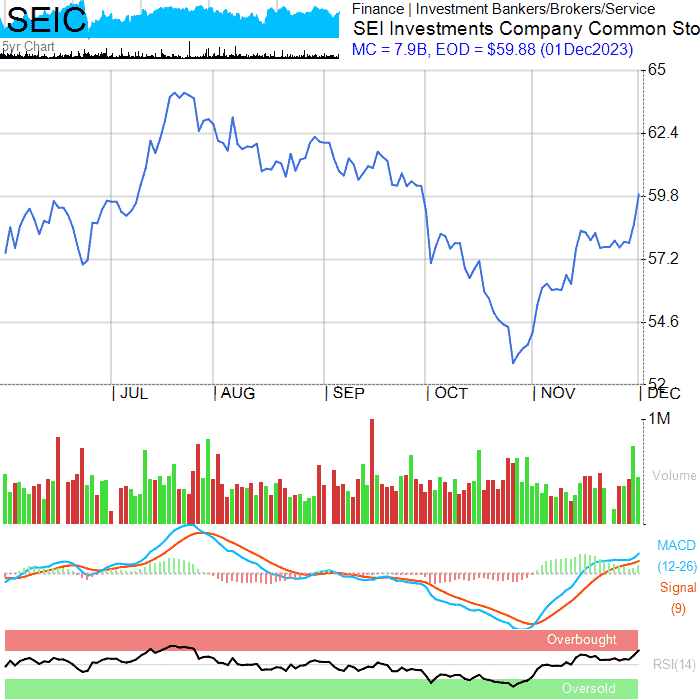 SEIC
5yr Chart
Finance | Investment Bankers/Brokers/Service
SEI Investments Company Common Sto
MC = 7.9B, EOD = $59.88 (01Dec2023)
65
62.4
59.8
57.2
54.6
52
| JUL | AUG | SEP | OCT | NOV | DEC
1M
Volume
MACD
(12-26)
Signal
(9)
Overbought
RSI(14)
Oversold